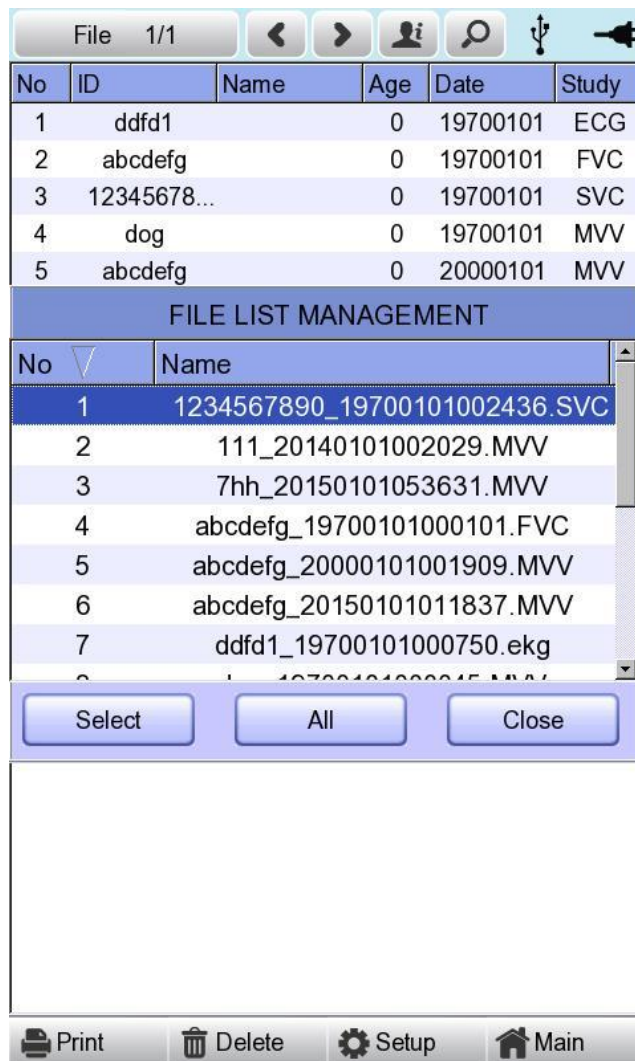 File 1/1
No ID Name Age Date Study
1 ddfd1 0 19700101 ECG
2 abcdefg 0 19700101 FVC
3 12345678... 0 19700101 SVC
4 dog 0 19700101 MVV
5 abcdefg 0 20000101 MVV
FILE LIST MANAGEMENT
No Name
1 1234567890_19700101002436.SVC
2 111_20140101002029.MVV
3 7hh_20150101053631.MVV
4 abcdefg_19700101000101.FVC
5 abcdefg_20000101001909.MVV
6 abcdefg_20150101011837.MVV
7 ddfd1_19700101000750.ekg
Select All Close
Print Delete Setup Main